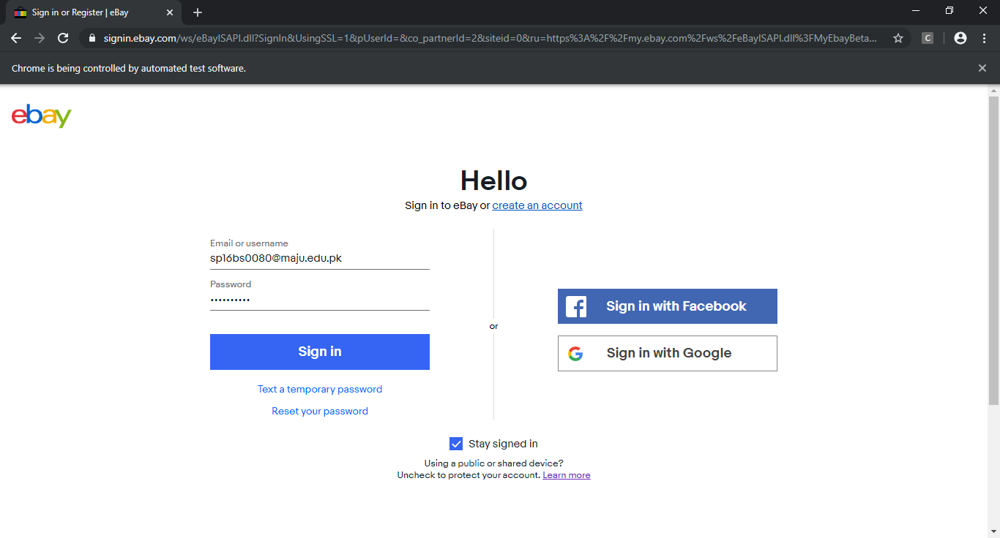 Sign in or Register | eBay
signin.ebay.com/ws/eBayISAPI.dll?SignIn&UsingSSL=1&pUserId=&co_partnerId=2&siteid=0&ru=https%3A%2F%2Fmy.ebay.com%2Fws%2FeBayISAPI.dll%3FMyEbayBeta...
C
Chrome is being controlled by automated test software.
ebay
Hello
Sign in to eBay or create an account
Email or username
sp16bs0080@maju.edu.pk
Password
••••••••••
Sign in
Text a temporary password
Reset your password
or
Sign in with Facebook
Sign in with Google
Stay signed in
Using a public or shared device?
Uncheck to protect your account. Learn more